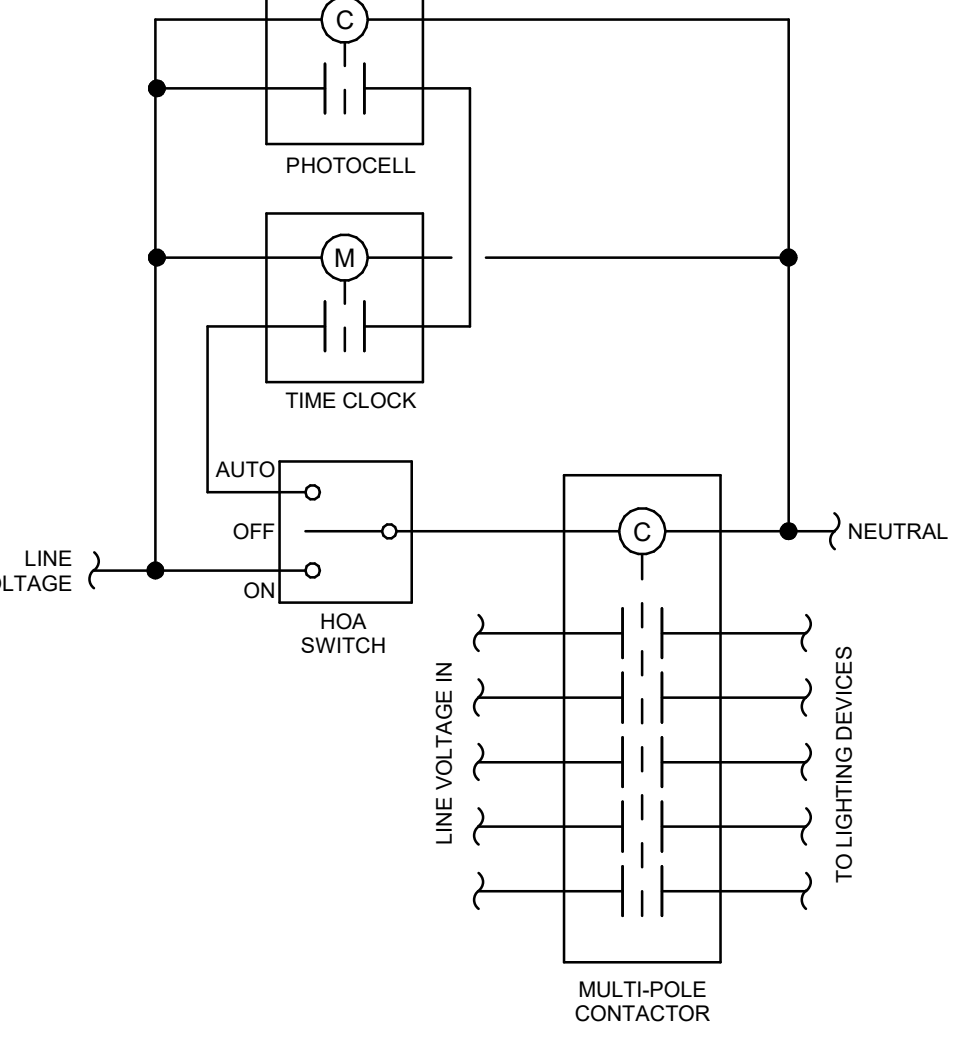 C
PHOTOCELL
M
TIME CLOCK
AUTO
OFF
ON
LINE
HOA
SWITCH
C
NEUTRAL
LINE VOLTAGE IN
TO LIGHTING DEVICES
MULTI-POLE
CONTACTOR